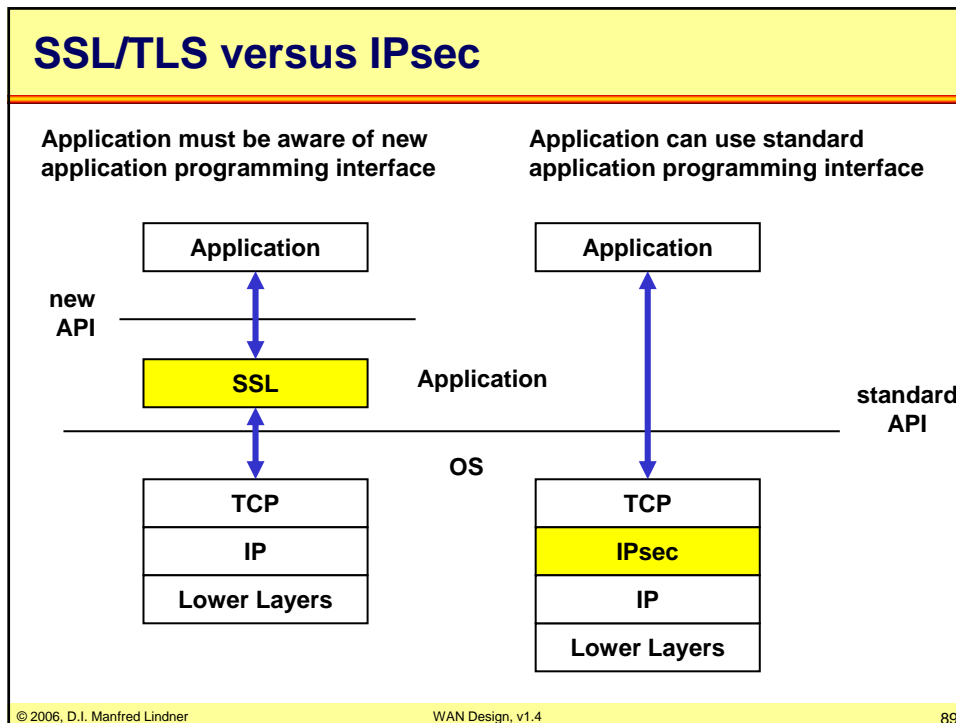 SSL/TLS versus IPsec
Application must be aware of new
application programming interface
Application can use standard
application programming interface
Application
Application
new
API
SSL
Application
standard
API
OS
TCP
IP
Lower Layers
TCP
IPsec
IP
Lower Layers
© 2006, D.I. Manfred Lindner
WAN Design, v1.4
89